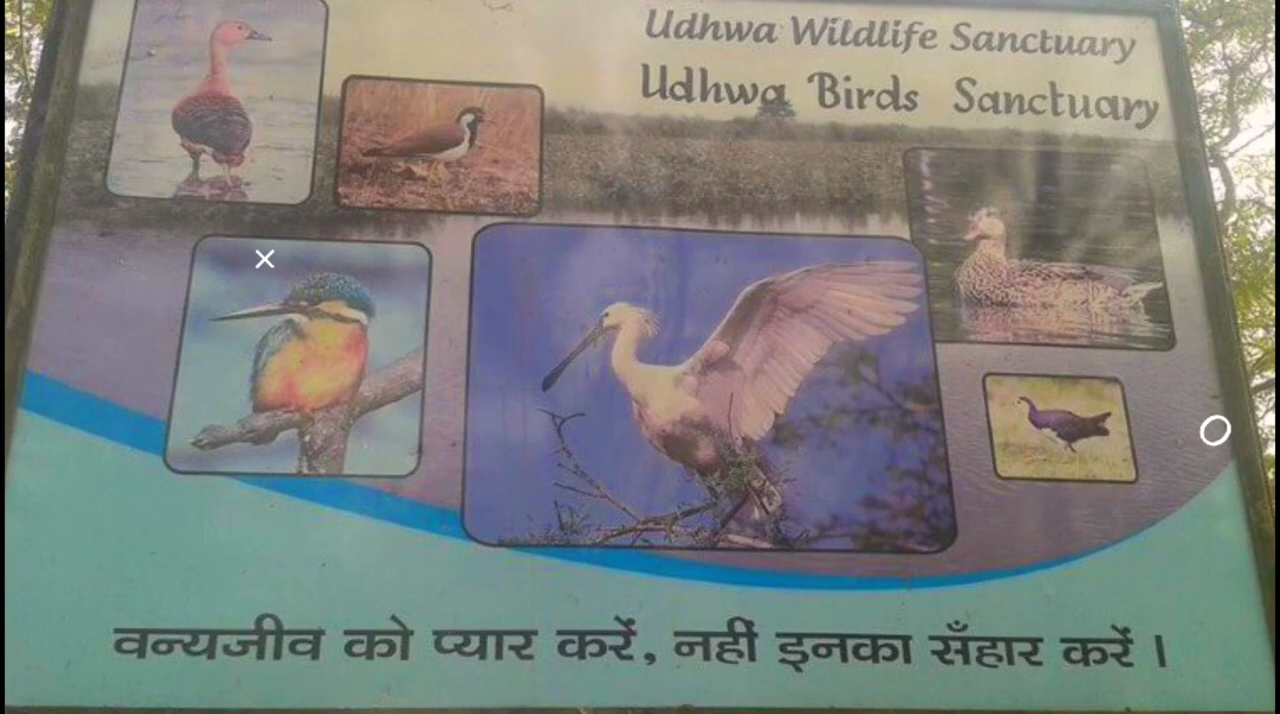 Udhwa Wildlife Sanctuary
Udhwa Birds Sanctuary
वन्यजीव को प्यार करें, नहीं इनका सँहार करें ।